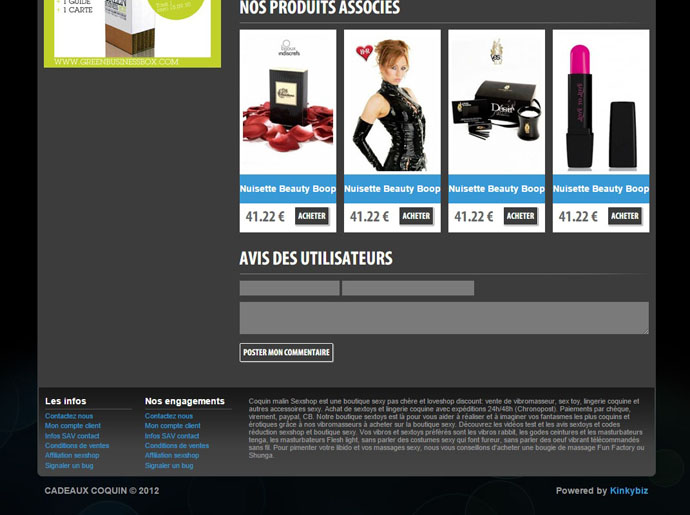 1 GUIDE
1 CARTE
WWW.GREENBUSINESSBOX.COM
NOS PRODUITS ASSOCIÉS
bijoux
indiscrets
Nuisette Beauty Boop
41.22 €
ACHETER
Nuisette Beauty Boop
41.22 €
ACHETER
Nuisette Beauty Boop
41.22 €
ACHETER
Nuisette Beauty Boop
41.22 €
ACHETER
AVIS DES UTILISATEURS
POSTER MON COMMENTAIRE
Les infos
Contactez nous
Mon compte client
Infos SAV contact
Conditions de ventes
Affiliation sexshop
Signaler un bug
Nos engagements
Contactez nous
Mon compte client
Infos SAV contact
Conditions de ventes
Affiliation sexshop
Signaler un bug
Coquin malin Sexshop est une boutique sexy pas chère et loveshop discount: vente de vibromasseur, sex toy, lingerie coquine et
autres accessoires sexy. Achat de sextoys et lingerie coquine avec expéditions 24h/48h (Chronopost). Paiements par chéque,
virement, paypal, CB. Notre boutique sextoys est là pour vous aider à réaliser et à imaginer vos fantasmes les plus coquins et
érotiques grâce à nos vibromasseurs à acheter sur la boutique sexy. Découvrez les vidéos test et les avis sextoys et codes
réduction sexshop et boutique sexy. Vos vibros et sextoys préférés sont les vibros rabbit, les godes ceintures et les masturbateurs
tenga, les masturbateurs Flesh light, sans parler des costumes sexy qui font fureur, sans parler des oeuf vibrant télécommandés
sans fil. Pour pimenter votre libido et vos massages sexy, nous vous conseillons d'acheter une bougie de massage Fun Factory ou
Shunga.
CADEAUX COQUIN © 2012
Powered by Kinkybiz